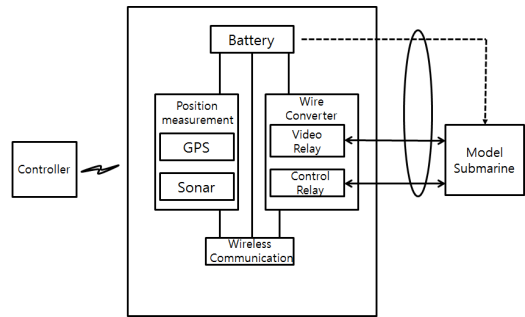 Battery
Position
measurement
GPS
Sonar
Wire
Converter
Video
Relay
Control
Relay
Wireless
Communication
Controller
Model
Submarine